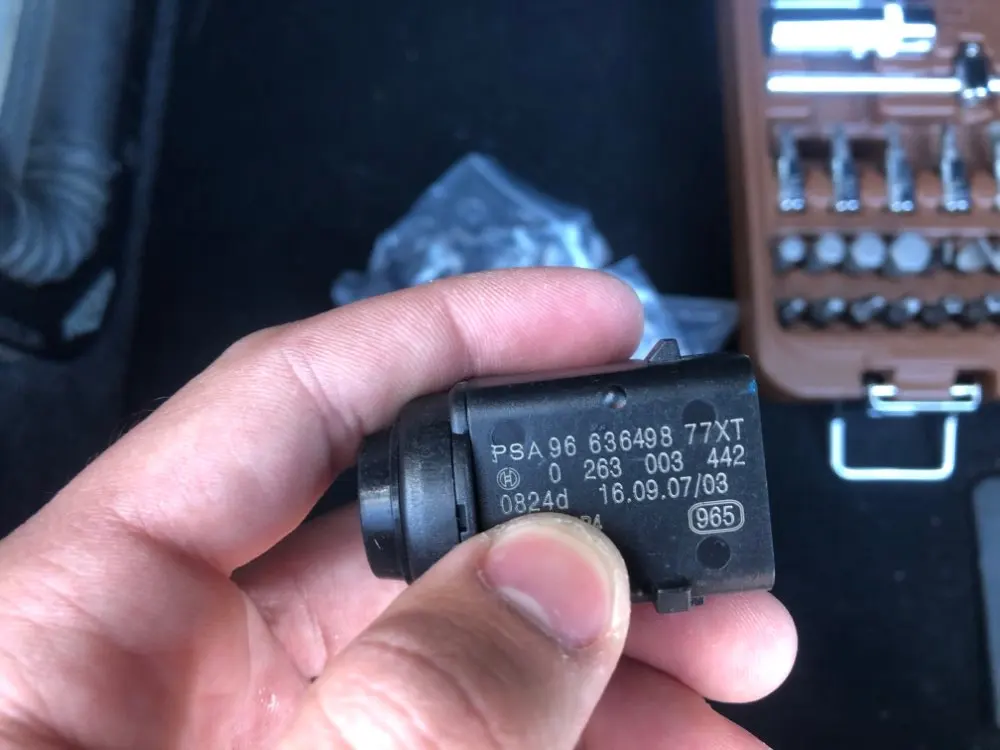 PSA 96 636498 77XT
0 263 003 442
0824d 16.09.07/03
965